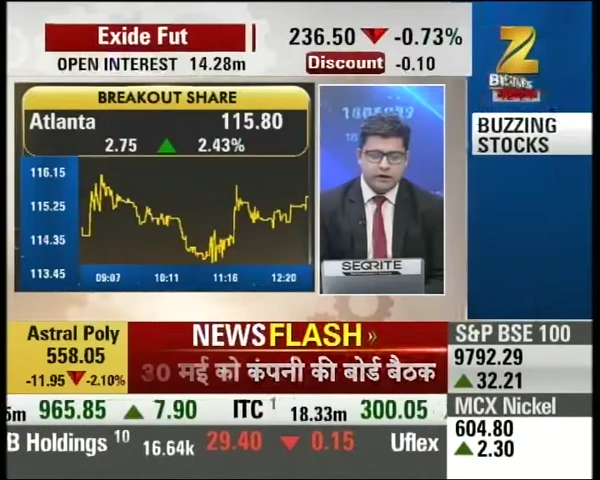 Exide Fut
236.50 -0.73%
OPEN INTEREST 14.28m
Discount -0.10
Z
BUSINESS
BREAKOUT SHARE
Atlanta 115.80
2.75 2.43%
116.15
115.25
114.35
113.45
09:07 10:11 11:16 12:20
SEQRITE
BUZZING
STOCKS
Astral Poly
558.05
-11.95 -2.10%
NEWSFLASH
30 मई को कंपनी की बोर्ड बैठक
S&P BSE 100
9792.29
32.21
MCX Nickel
604.80
2.30
5m 965.85 7.90 ITC 1 18.33m 300.05
B Holdings 10 16.64k 29.40 0.15 Uflex